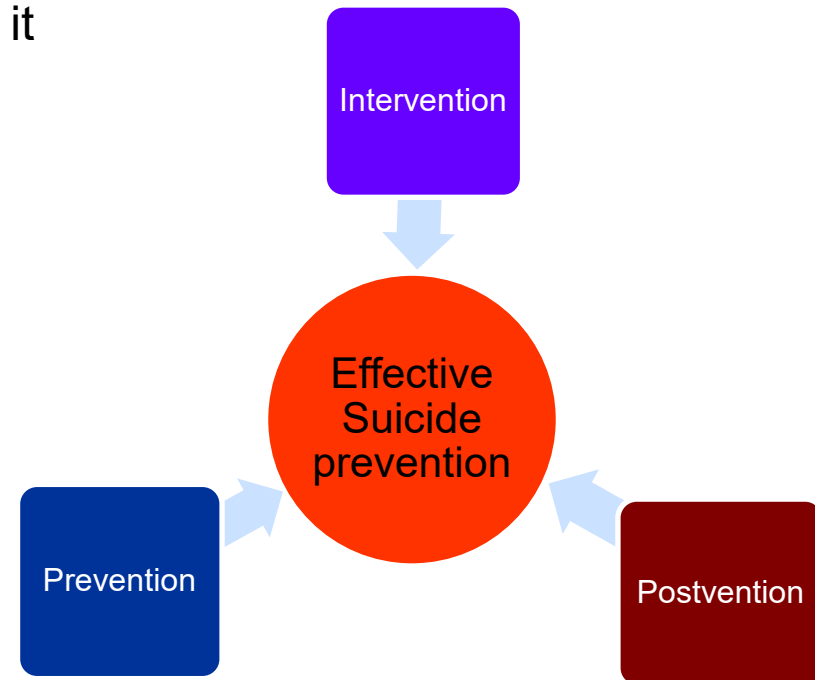 it
Intervention
Effective
Suicide
prevention
Prevention
Postvention